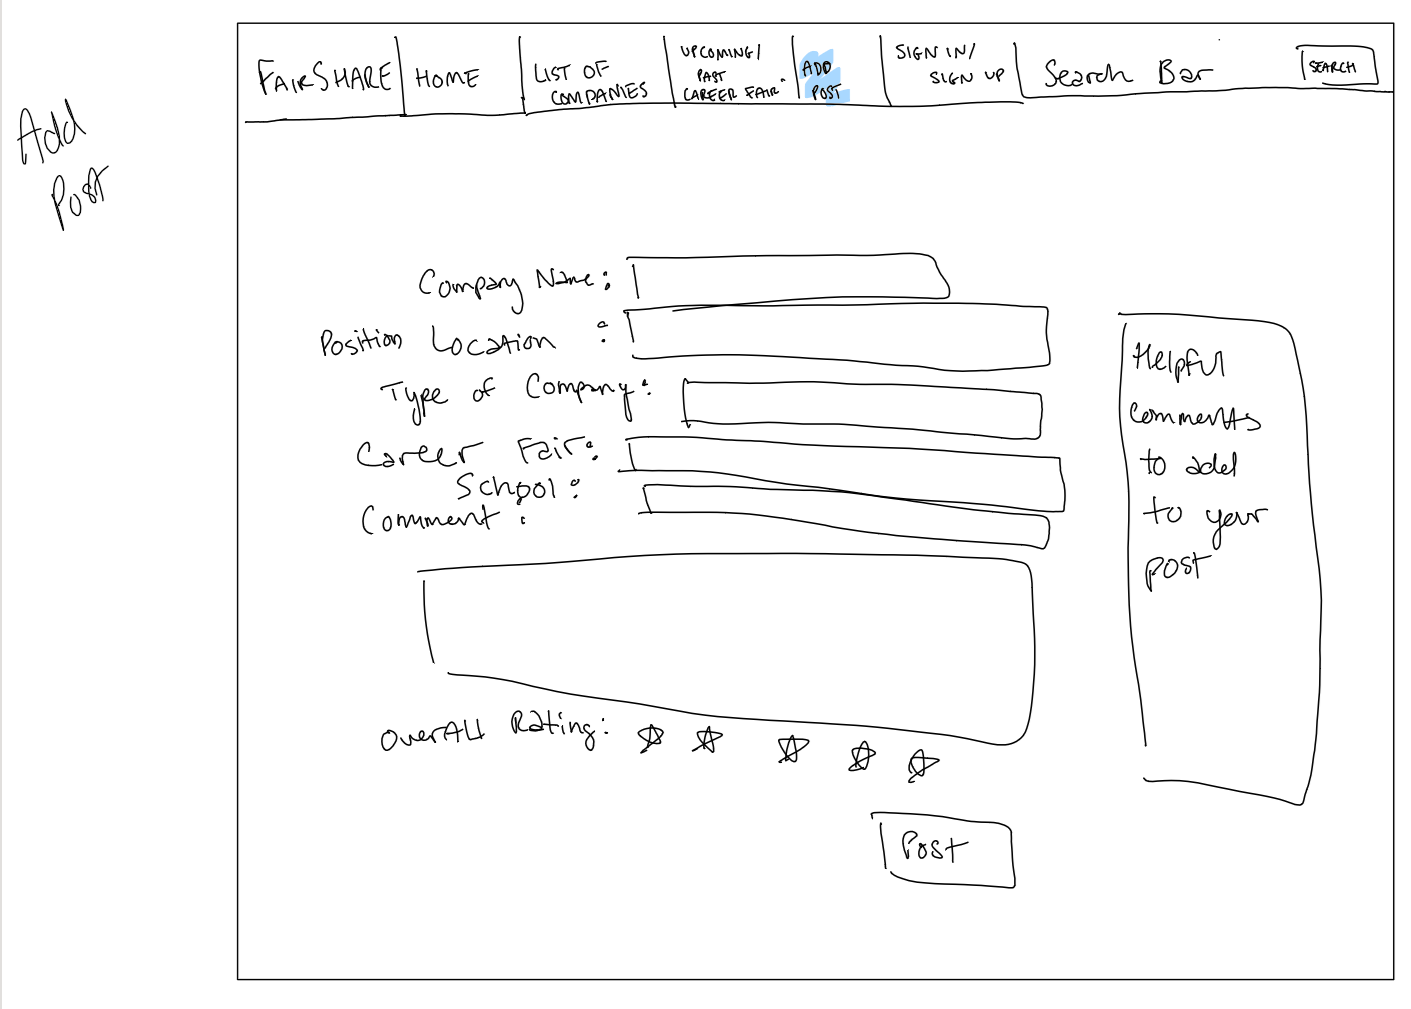 Add
Post
FAIRSHARE
HOME
LIST OF
COMPANIES
UPCOMING/
PAST
CAREER FAIR
ADD
POST
SIGN IN/
SIGN UP
Search Bar
SEARCH
Company Name:
Position Location :
Type of Company:
Career Fair:
School:
Comment:
OverAll Rating:
Post
Helpful
comments
to add
to your
post